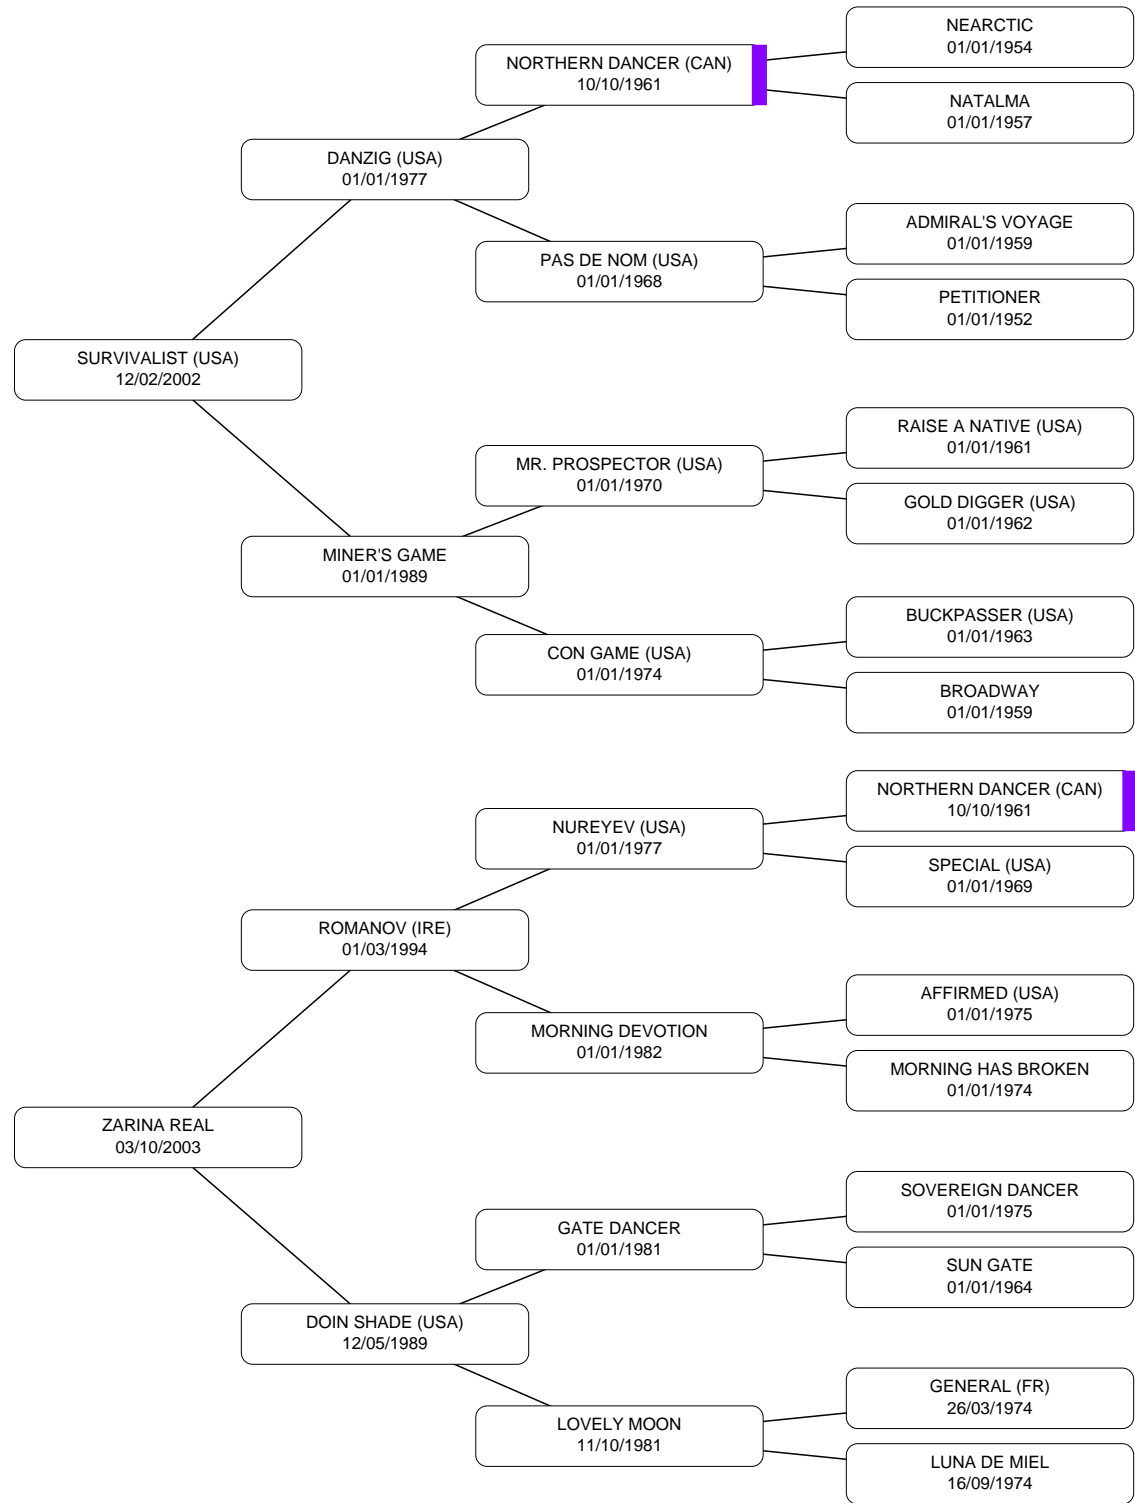 NEARCTIC
01/01/1954
NORTHERN DANCER (CAN)
10/10/1961
NATALMA
01/01/1957
DANZIG (USA)
01/01/1977
ADMIRAL'S VOYAGE
01/01/1959
PAS DE NOM (USA)
01/01/1968
PETITIONER
01/01/1952
SURVIVALIST (USA)
12/02/2002
RAISE A NATIVE (USA)
01/01/1961
MR. PROSPECTOR (USA)
01/01/1970
GOLD DIGGER (USA)
01/01/1962
MINER'S GAME
01/01/1989
BUCKPASSER (USA)
01/01/1963
CON GAME (USA)
01/01/1974
BROADWAY
01/01/1959
NORTHERN DANCER (CAN)
10/10/1961
NUREYEV (USA)
01/01/1977
SPECIAL (USA)
01/01/1969
ROMANOV (IRE)
01/03/1994
AFFIRMED (USA)
01/01/1975
MORNING DEVOTION
01/01/1982
MORNING HAS BROKEN
01/01/1974
ZARINA REAL
03/10/2003
SOVEREIGN DANCER
01/01/1975
GATE DANCER
01/01/1981
SUN GATE
01/01/1964
DOIN SHADE (USA)
12/05/1989
GENERAL (FR)
26/03/1974
LOVELY MOON
11/10/1981
LUNA DE MIEL
16/09/1974